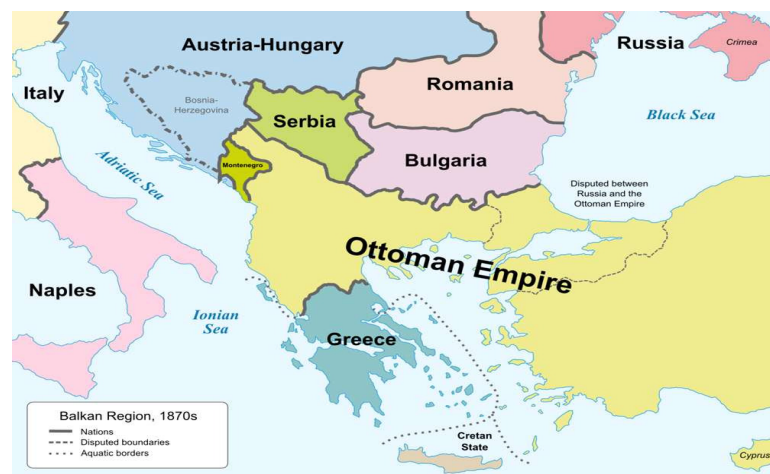 Austria-Hungary
Russia
Crimea
Italy
Romania
Bosnia-
Herzegovina
Serbia
Black Sea
Bulgaria
Adriatic Sea
Montenegro
Disputed between
Russia and the
Ottoman Empire
Ottoman Empire
Naples
Ionian
Sea
Greece
Balkan Region, 1870s
Nations
Disputed boundaries
Aquatic borders
Cretan
State
Cyprus